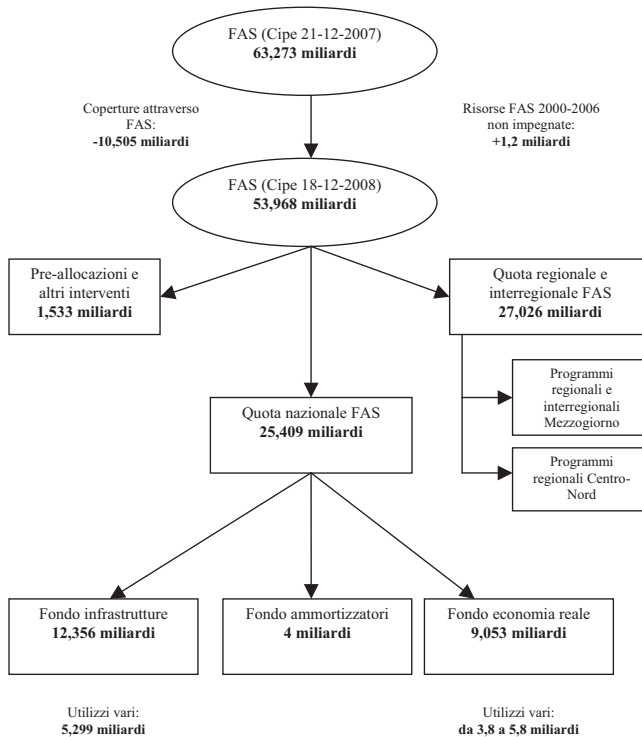 FAS (Cipe 21-12-2007)
63,273 miliardi
Coperture attraverso
FAS:
-10,505 miliardi
Risorse FAS 2000-2006
non impegnate:
+1,2 miliardi
FAS (Cipe 18-12-2008)
53,968 miliardi
Pre-allocazioni e
altri interventi
1,533 miliardi
Quota regionale e
interregionale FAS
27,026 miliardi
Programmi
regionali e
interregionali
Mezzogiorno
Quota nazionale FAS
25,409 miliardi
Programmi
regionali Centro-
Nord
Fondo infrastrutture
12,356 miliardi
Fondo ammortizzatori
4 miliardi
Fondo economia reale
9,053 miliardi
Utilizzi vari:
5,299 miliardi
Utilizzi vari:
da 3,8 a 5,8 miliardi